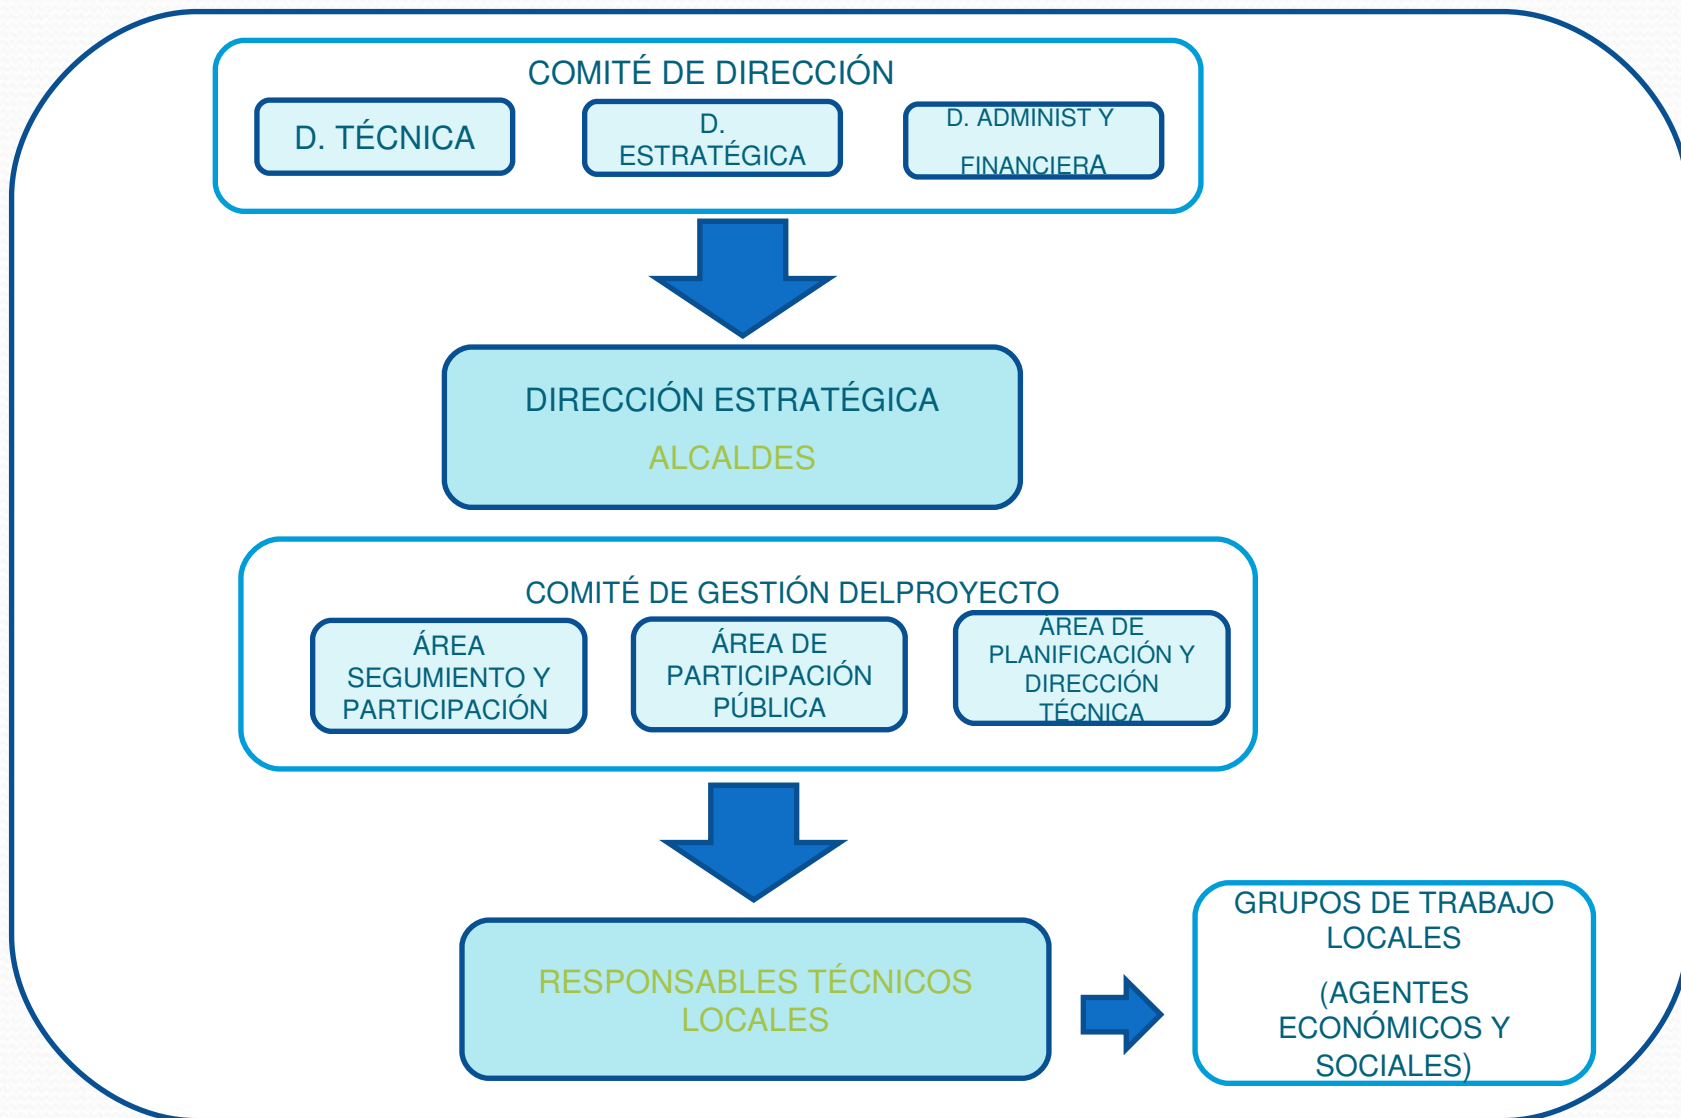 COMITÉ DE DIRECCIÓN
D. TÉCNICA
D.
ESTRATÉGICA
D. ADMINIST Y
FINANCIERA
DIRECCIÓN ESTRATÉGICA
ALCALDES
COMITÉ DE GESTIÓN DELPROYECTO
ÁREA
SEGUMIENTO Y
PARTICIPACIÓN
ÁREA DE
PARTICIPACIÓN
PÚBLICA
ÁREA DE
PLANIFICACIÓN Y
DIRECCIÓN
TÉCNICA
RESPONSABLES TÉCNICOS
LOCALES
GRUPOS DE TRABAJO
LOCALES
(AGENTES
ECONÓMICOS Y
SOCIALES)